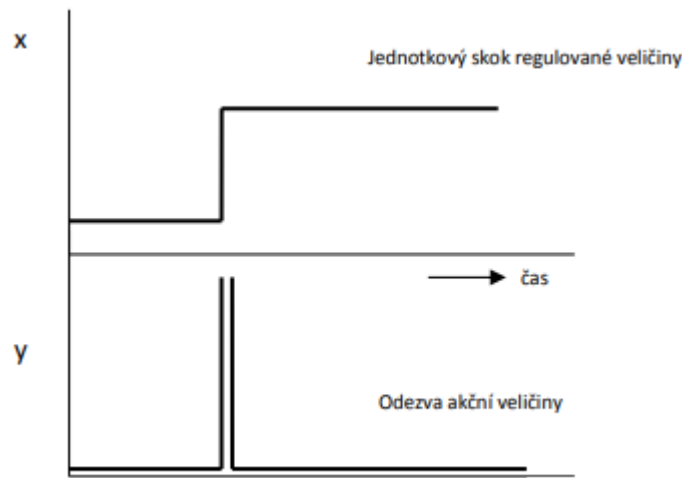 x
Jednotkový skok regulované veličiny
čas
y
Odezva akční veličiny